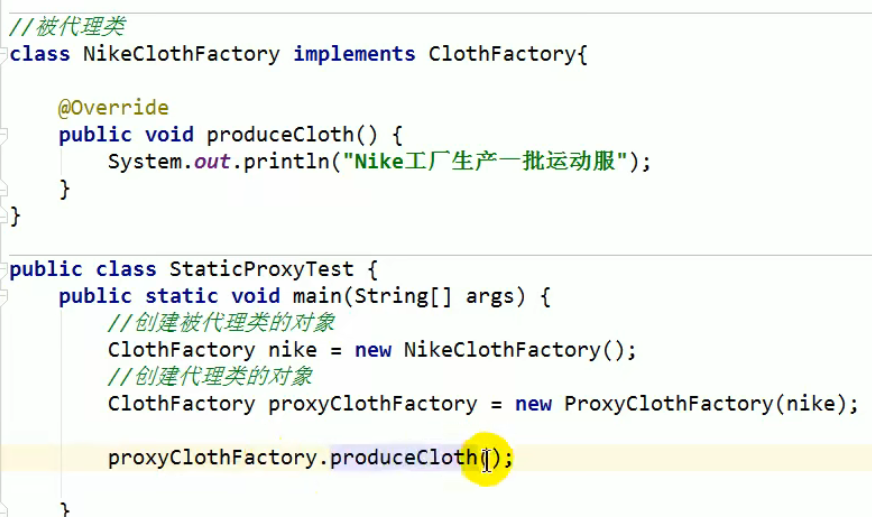 //被代理类
class NikeClothFactory implements ClothFactory{
@Override
public void produceCloth() {
System.out.println("Nike工厂生产一批运动服");
}
}
public class StaticProxyTest {
public static void main(String[] args) {
//创建被代理类的对象
ClothFactory nike = new NikeClothFactory();
//创建代理类的对象
ClothFactory proxyClothFactory = new ProxyClothFactory(nike);
proxyClothFactory.produceCloth();
}